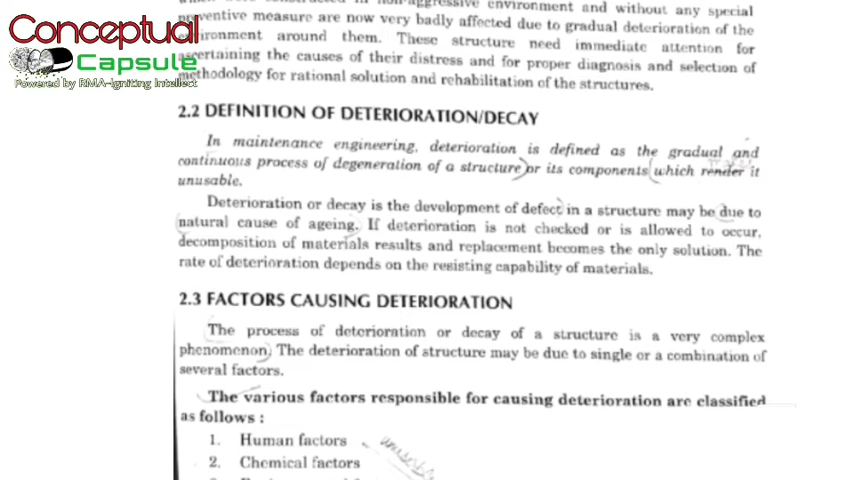 Conceptual
Capsule
Powered by RMA-Igniting Intellect
in non-aggressive environment and without any special
preventive measure are now very badly affected due to gradual deterioration of the
environment around them. These structure need immediate attention for
ascertaining the causes of their distress and for proper diagnosis and selection of
methodology for rational solution and rehabilitation of the structures.
2.2 DEFINITION OF DETERIORATION/DECAY
In maintenance engineering, deterioration is defined as the gradual and
continuous process of degeneration of a structure or its components which render it
unusable.
Deterioration or decay is the development of defect in a structure may be due to
natural cause of ageing. If deterioration is not checked or is allowed to occur,
decomposition of materials results and replacement becomes the only solution. The
rate of deterioration depends on the resisting capability of materials.
2.3 FACTORS CAUSING DETERIORATION
The process of deterioration or decay of a structure is a very complex
phenomenon. The deterioration of structure may be due to single or a combination of
several factors.
The various factors responsible for causing deterioration are classified
as follows :
1. Human factors
2. Chemical factors